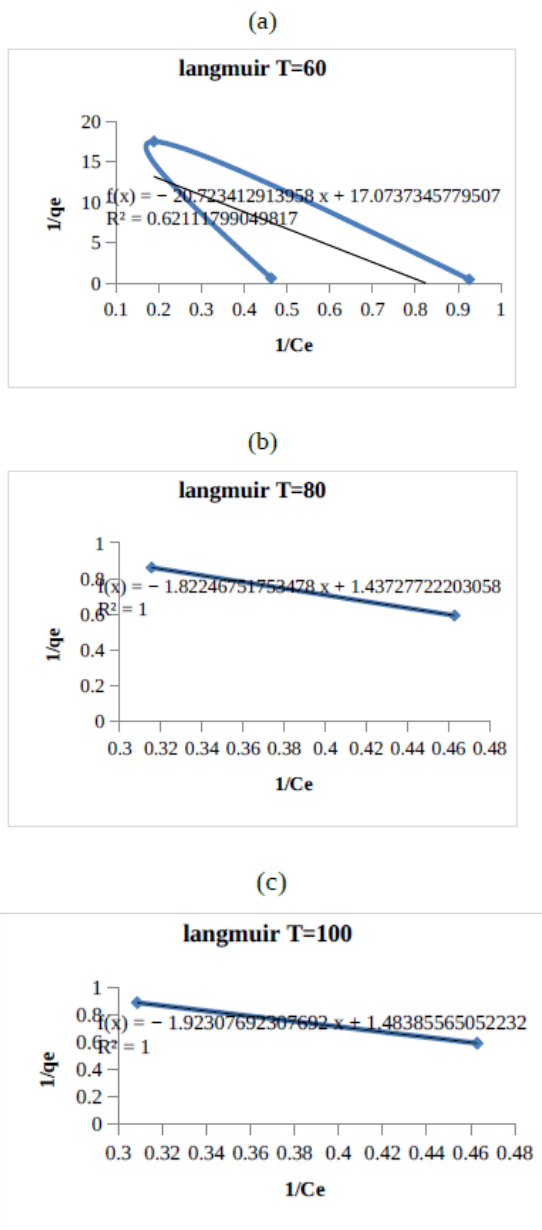 (a)
langmuir T=60
20
15
10
5
0
f(x) = − 20.723412913958 x + 17.0737345779507
R² = 0.62111799049817
1/qe
0.1 0.2 0.3 0.4 0.5 0.6 0.7 0.8 0.9 1
1/Ce
(b)
langmuir T=80
1
0.8
0.6
0.4
0.2
0
f(x) = − 1.82246751753478 x + 1.43727722203058
R² = 1
1/qe
0.3 0.32 0.34 0.36 0.38 0.4 0.42 0.44 0.46 0.48
1/Ce
(c)
langmuir T=100
1
0.8
0.6
0.4
0.2
0
f(x) = − 1.92307692307692 x + 1.48385565052232
R² = 1
1/qe
0.3 0.32 0.34 0.36 0.38 0.4 0.42 0.44 0.46 0.48
1/Ce